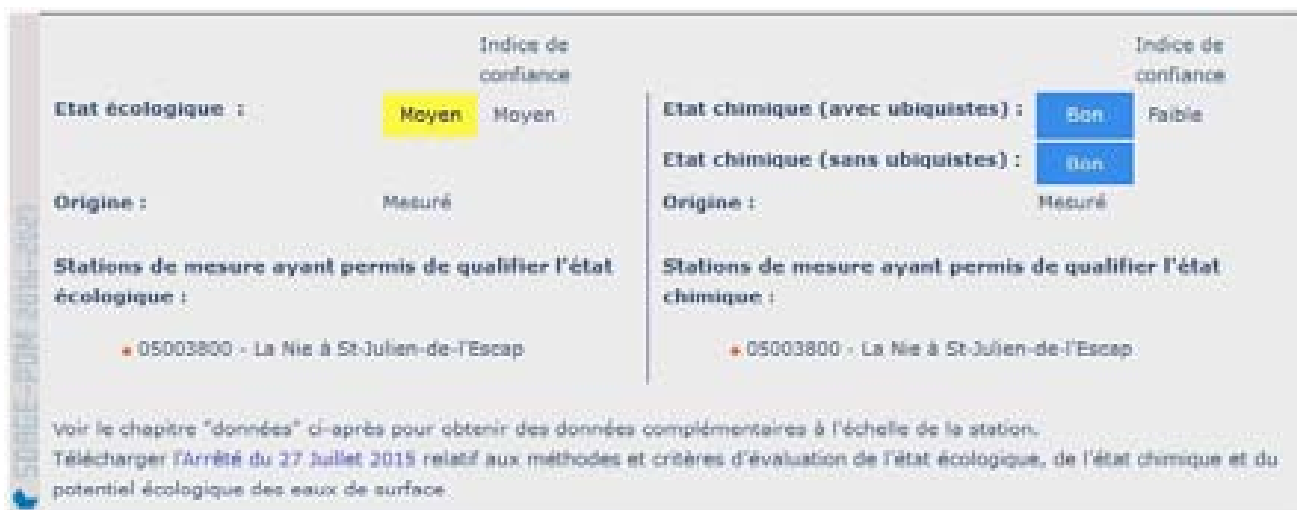 Indice de
confiance
Etat écologique :
Moyen
Moyen
Origine :
Mesuré
Stations de mesure ayant permis de qualifier l'état
écologique :
05003800 - La Nie à St-Julien-de-l'Escap
Indice de
confiance
Etat chimique (avec ubiquistes) :
Bon
Faible
Etat chimique (sans ubiquistes) :
Bon
Origine :
Mesuré
Stations de mesure ayant permis de qualifier l'état
chimique :
05003800 - La Nie à St-Julien-de-l'Escap
Voir le chapitre "données" ci-après pour obtenir des données complémentaires à l'échelle de la station.
Télécharger l'Arrêté du 27 Juillet 2015 relatif aux méthodes et critères d'évaluation de l'état écologique, de l'état chimique et du
potentiel écologique des eaux de surface